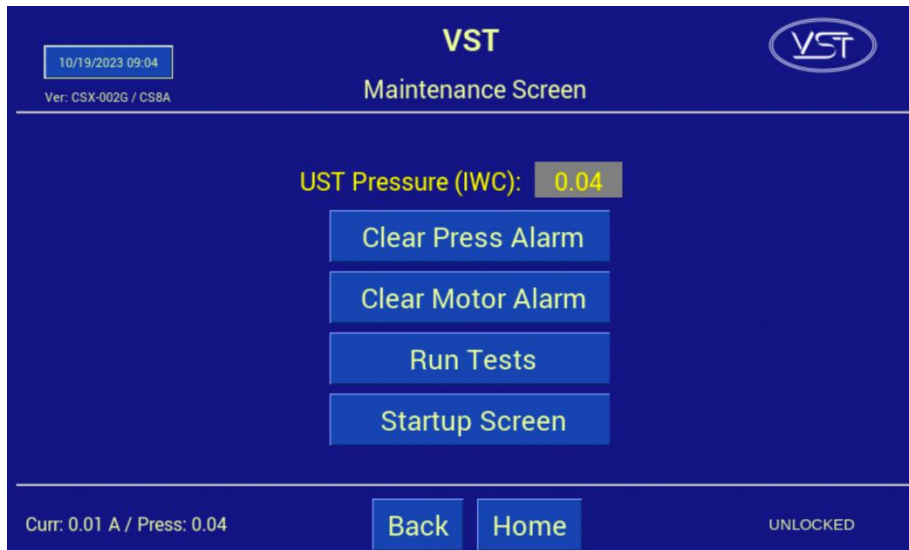 VST
VST
10/19/2023 09:04
Ver: CSX-002G / CS8A
Maintenance Screen
UST Pressure (IWC): 0.04
Clear Press Alarm
Clear Motor Alarm
Run Tests
Startup Screen
Curr: 0.01 A / Press: 0.04
Back
Home
UNLOCKED